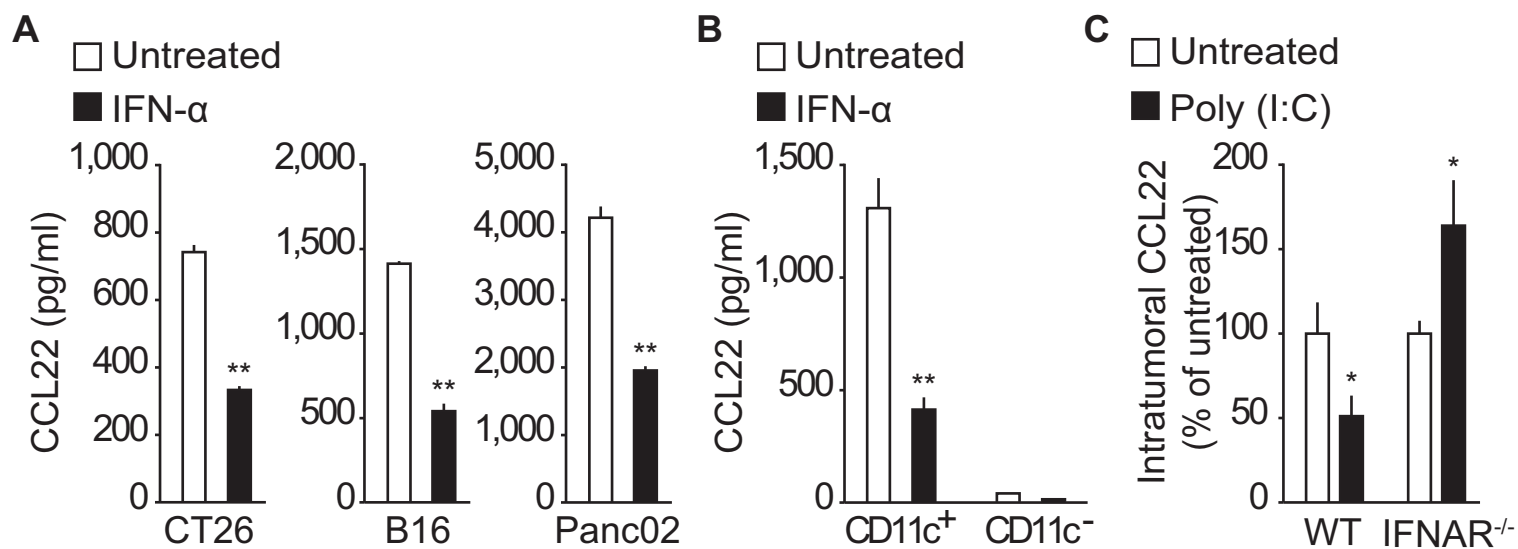 A
Untreated
IFN-α
CCL22 (pg/ml)
1,000
800
600
400
200
0
CT26
2,000
1,500
1,000
500
0
B16
5,000
4,000
3,000
2,000
1,000
0
Panc02
**
**
**
B
Untreated
IFN-α
CCL22 (pg/ml)
1,500
1,000
500
0
**
CD11c⁺ CD11c⁻
C
Untreated
Poly (I:C)
Intratumoral CCL22
(% of untreated)
200
150
100
50
0
*
*
WT IFNAR⁻/⁻